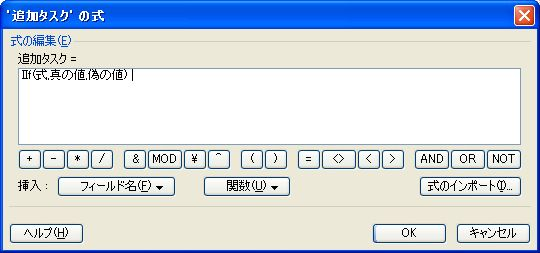 '追加タスク' の式
式の編集(E)
追加タスク =
IIf(式,真の値,偽の値)
+ - * / & MOD ¥ ^ ( ) = <> < > AND OR NOT
挿入： フィールド名(F) 関数(U) 式のインポート(I)...
ヘルプ(H) OK キャンセル